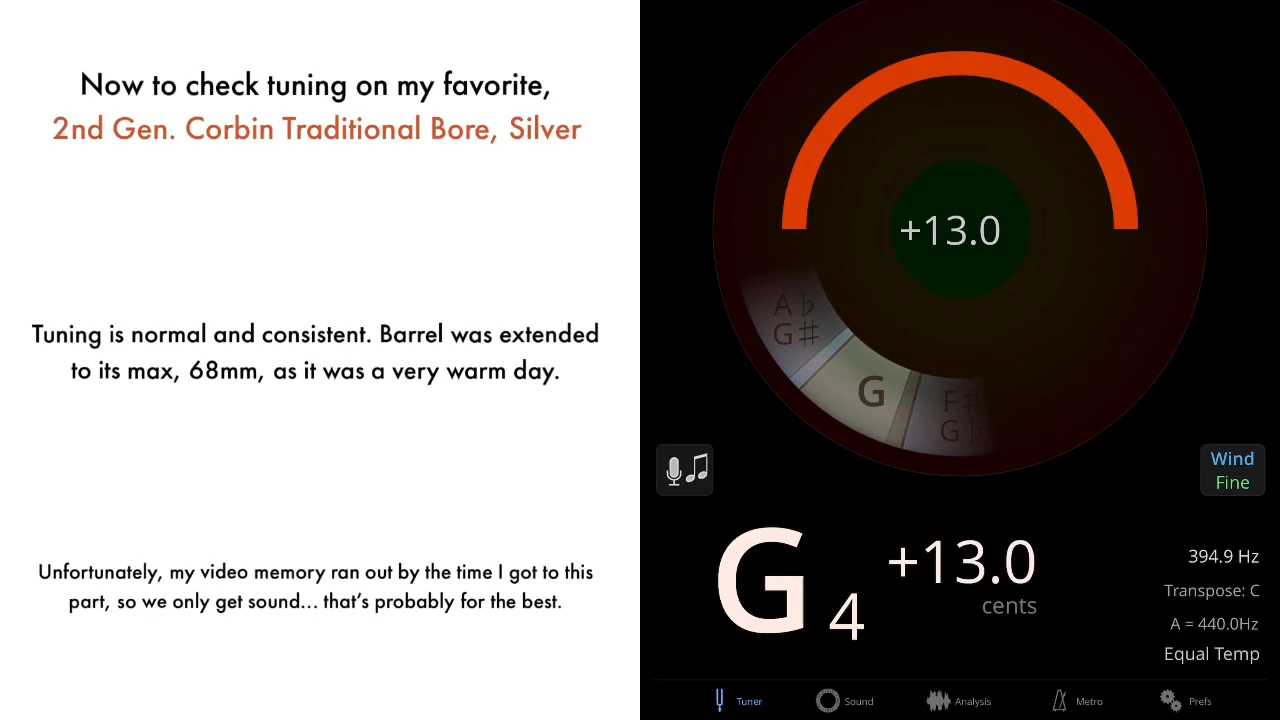 Now to check tuning on my favorite,
2nd Gen. Corbin Traditional Bore, Silver
Tuning is normal and consistent. Barrel was extended
to its max, 68mm, as it was a very warm day.
Unfortunately, my video memory ran out by the time I got to this
part, so we only get sound... that's probably for the best.
+13.0
A♭
G♯
G
F♯
G♭
Wind
Fine
G4
+13.0
cents
394.9 Hz
Transpose: C
A = 440.0Hz
Equal Temp
Tuner
Sound
Analysis
Metro
Prefs